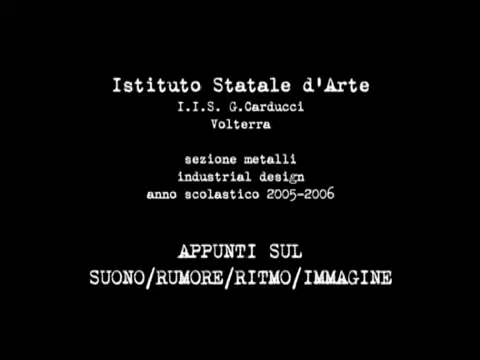 Istituto Statale d'Arte
I.I.S. G.Carducci
Volterra
sezione metalli
industrial design
anno scolastico 2005-2006
APPUNTI SUL
SUONO/RUMORE/RITMO/IMMAGINE